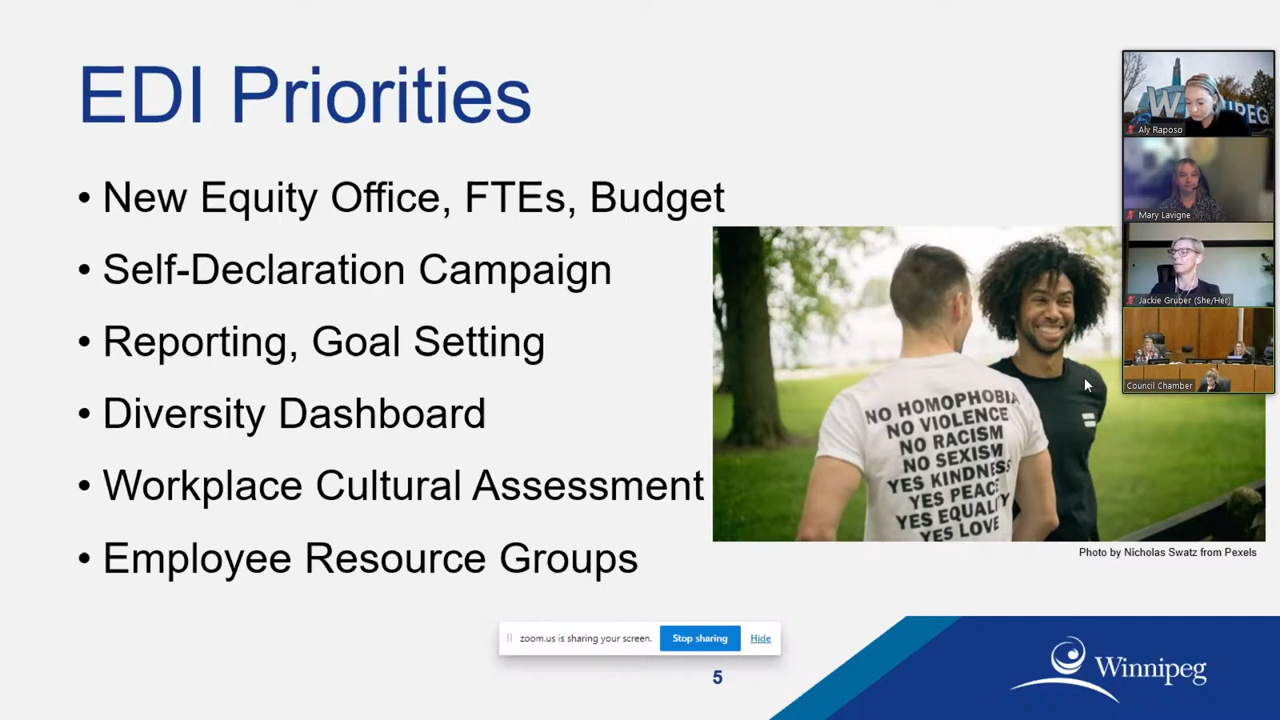 EDI Priorities
• New Equity Office, FTEs, Budget
• Self-Declaration Campaign
• Reporting, Goal Setting
• Diversity Dashboard
• Workplace Cultural Assessment
• Employee Resource Groups
NO HOMOPHOBIA
NO VIOLENCE
NO RACISM
NO SEXISM
YES KINDNESS
YES PEACE
YES EQUALITY
YES LOVE
Photo by Nicholas Swatz from Pexels
Aly Raposo
Mary Lavigne
Jackie Gruber (She/Her)
Council Chamber
zoom.us is sharing your screen.
Stop sharing
Hide
5
Winnipeg